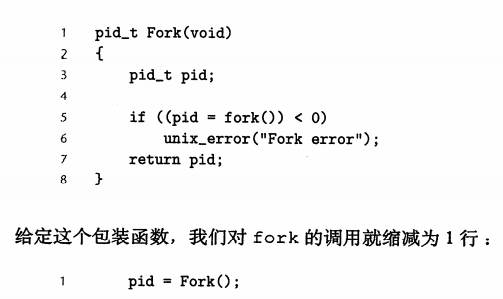 1 pid_t Fork(void)
2 {
3 pid_t pid;
4
5 if ((pid = fork()) < 0)
6 unix_error("Fork error");
7 return pid;
8 }
给定这个包装函数，我们对 fork 的调用就缩减为 1 行：
1 pid = Fork();